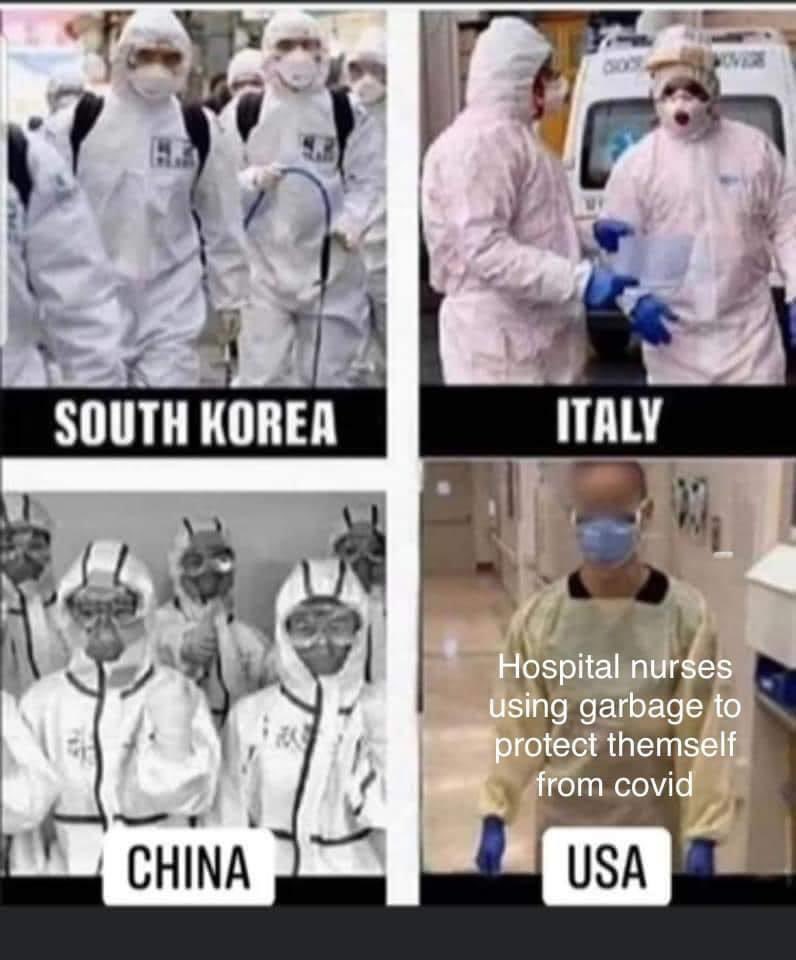 SOUTH KOREA
ITALY
Hospital nurses
using garbage to
protect themself
from covid
CHINA
USA